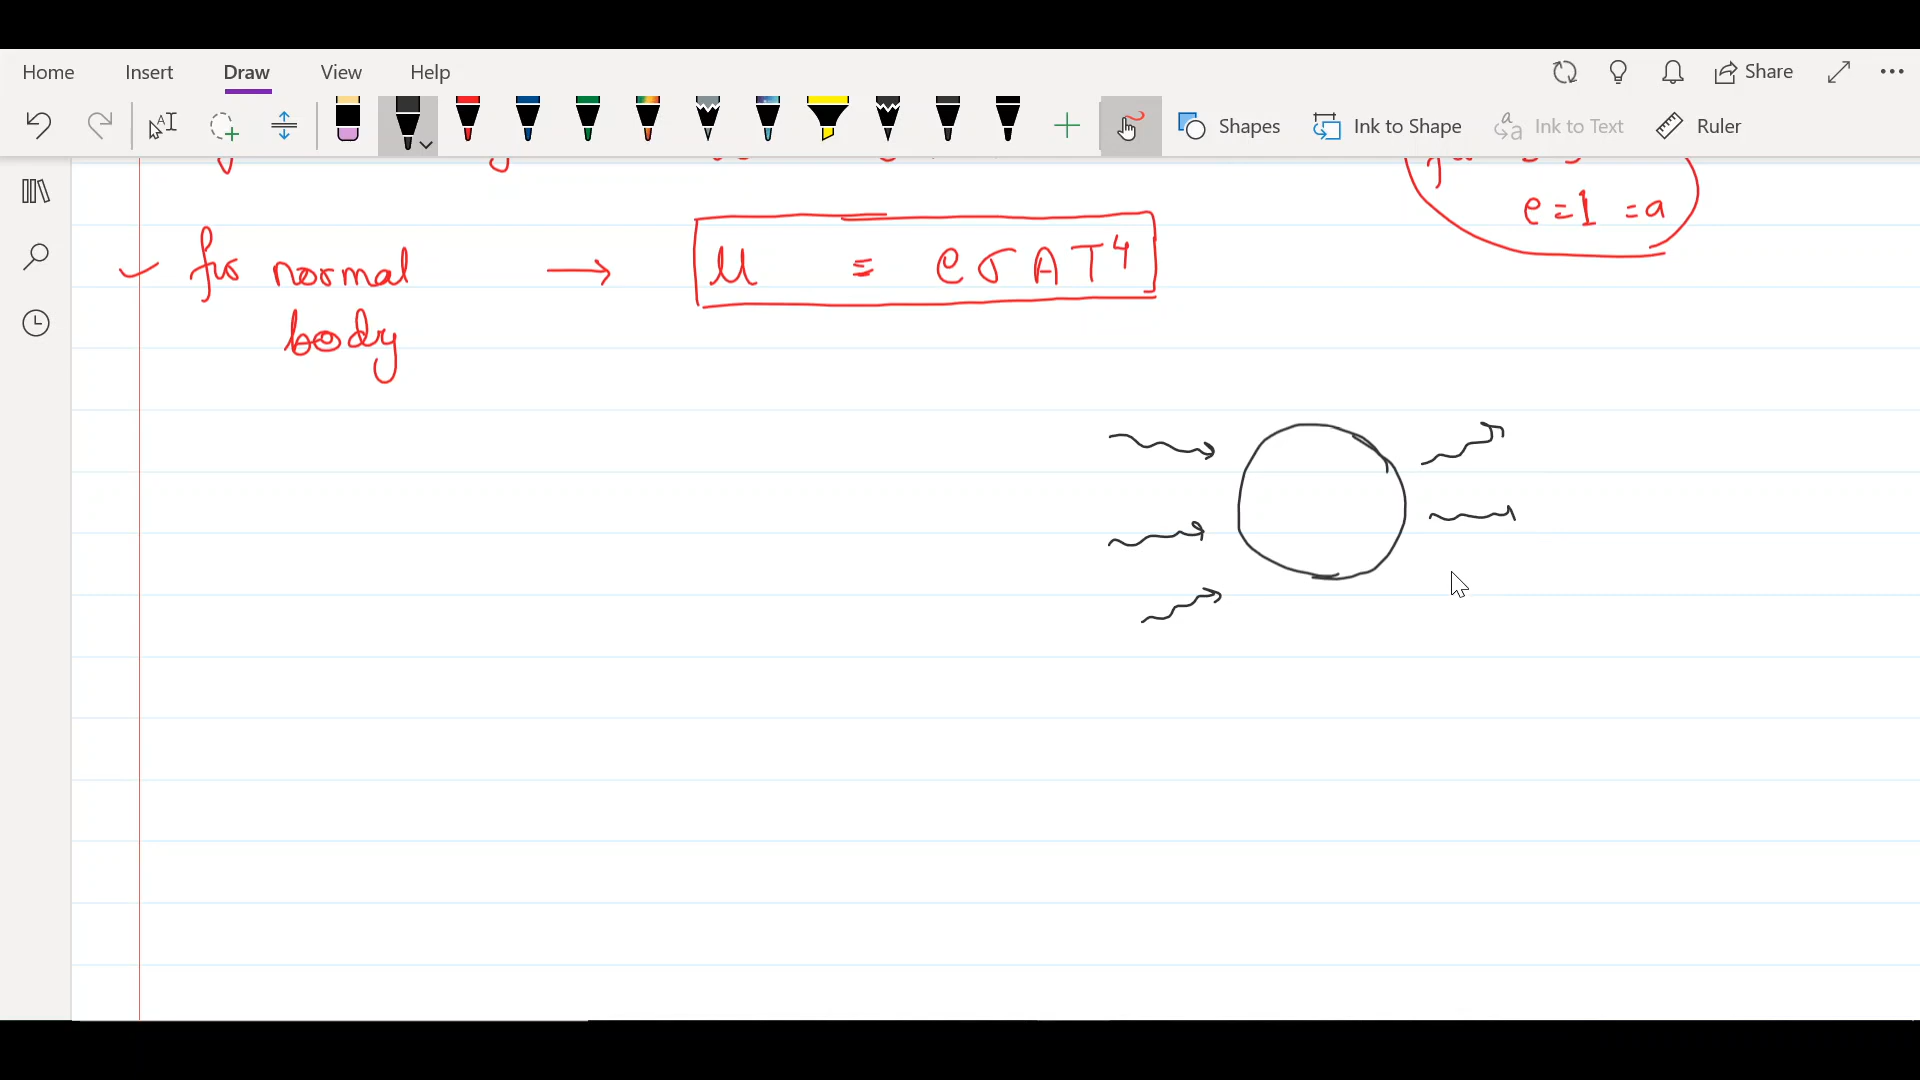 Home Insert Draw View Help Share
Shapes Ink to Shape Ink to Text Ruler
e = 1 = a
✓ for normal → u = eσAT⁴
body